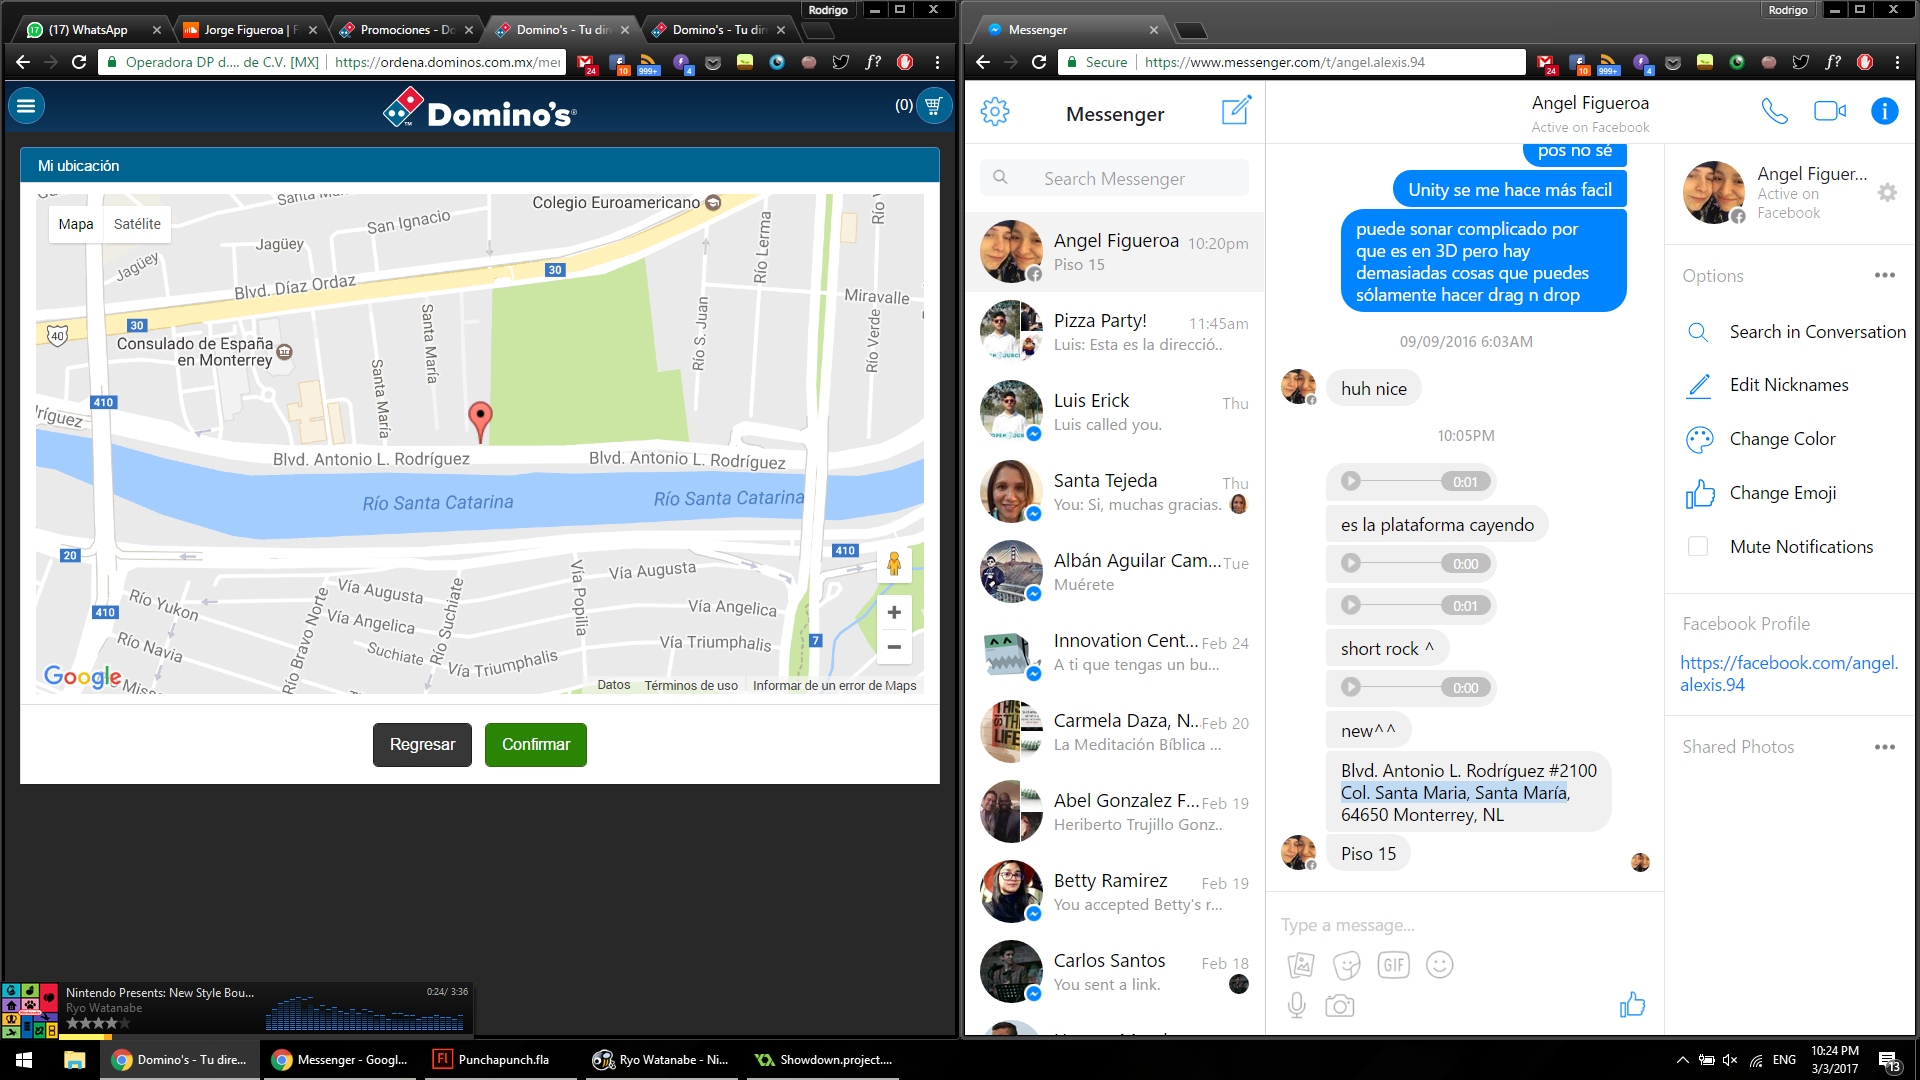 Rodrigo
(17) WhatsApp
Jorge Figueroa | F
Promociones - Do
Domino's - Tu dire
Domino's - Tu dire
Operadora DP d.... de C.V. [MX]
https://ordena.dominos.com.mx/me
24
10
999+
4
f?
Domino's
(0)
Mi ubicación
Mapa
Satélite
Santa María
San Ignacio
Colegio Euroamericano
Jagüey
Jagüey
Blvd. Díaz Ordaz
30
Río Lerma
Río V
Miravalle
30
40
Consulado de España
en Monterrey
Santa María
Santa María
Río S. Juan
Río Verde
410
ríguez
Blvd. Antonio L. Rodríguez
Blvd. Antonio L. Rodríguez
Río Santa Catarina
Río Santa Catarina
20
410
Vía Augusta
Vía Augusta
Río Yukon
Vía Popilia
Vía Angelica
Vía Angelica
410
Río Bravo Norte
Río Suchiate
Suchiate
Río Navia
Vía Triumphalis
Vía Triumphalis
7
Google
Datos
Términos de uso
Informar de un error de Maps
Regresar
Confirmar
Nintendo Presents: New Style Bou...
0:24/ 3:36
Ryo Watanabe
Rodrigo
Messenger
Secure
https://www.messenger.com/t/angel.alexis.94
24
10
999+
4
f?
Messenger
Search Messenger
Angel Figueroa
10:20pm
Piso 15
Pizza Party!
11:45am
Luis: Esta es la direcció..
Luis Erick
Thu
Luis called you.
Santa Tejeda
Thu
You: Si, muchas gracias.
Albán Aguilar Cam...
Tue
Muérete
Innovation Cent...
Feb 24
A ti que tengas un bu...
Carmela Daza, N...
Feb 20
La Meditación Bíblica ...
Abel Gonzalez F...
Feb 19
Heriberto Trujillo Gonz..
Betty Ramirez
Feb 19
You accepted Betty's r...
Carlos Santos
Feb 18
You sent a link.
Angel Figueroa
Active on Facebook
pos no sé
Unity se me hace más facil
puede sonar complicado por
que es en 3D pero hay
demasiadas cosas que puedes
sólamente hacer drag n drop
09/09/2016 6:03AM
huh nice
10:05PM
0:01
es la plataforma cayendo
0:00
0:01
short rock ^
0:00
new^^
Blvd. Antonio L. Rodríguez #2100
Col. Santa Maria, Santa María,
64650 Monterrey, NL
Piso 15
Type a message...
GIF
Angel Figuer...
Active on
Facebook
Options
Search in Conversation
Edit Nicknames
Change Color
Change Emoji
Mute Notifications
Facebook Profile
https://facebook.com/angel.
alexis.94
Shared Photos
Domino's - Tu dire...
Messenger - Googl...
Fl
Punchapunch.fla
Ryo Watanabe - Ni...
Showdown.project....
ENG
10:24 PM
3/3/2017
13